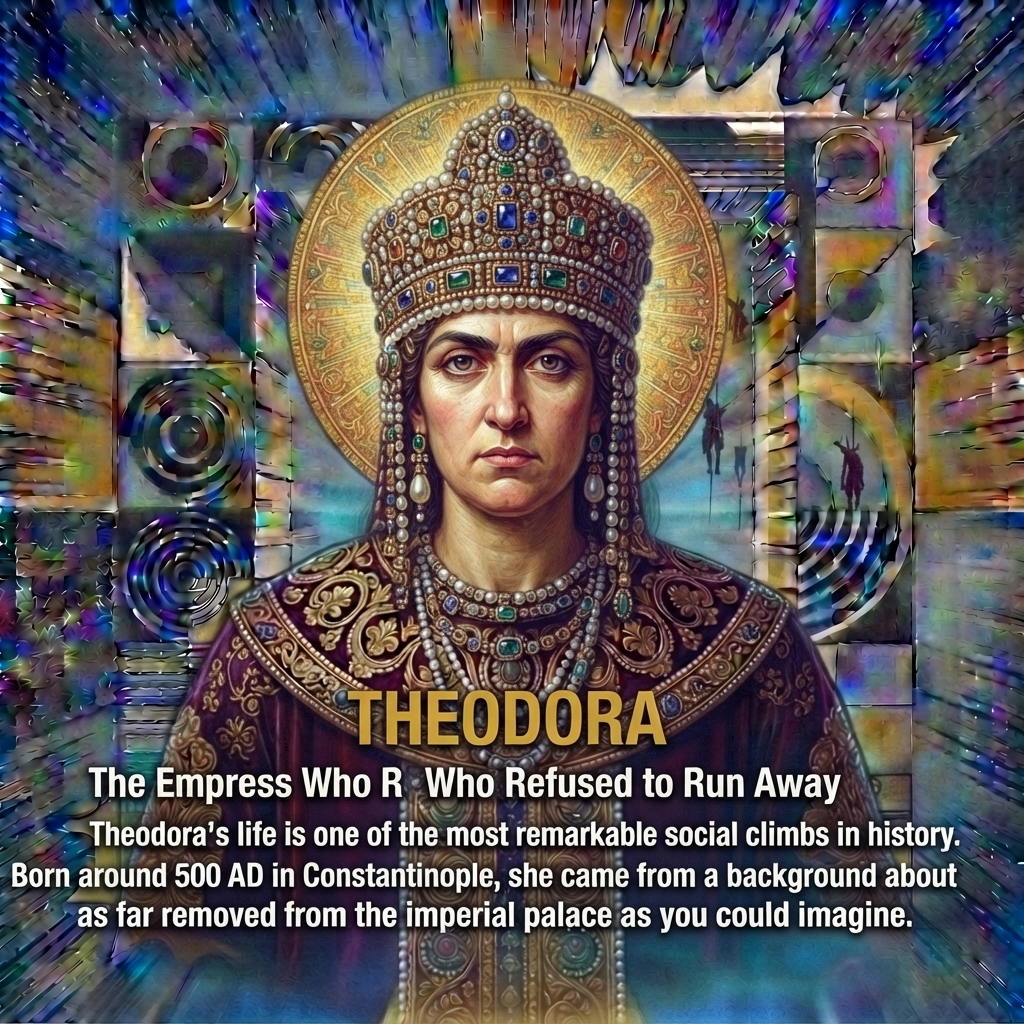 THEODORA
The Empress Who R Who Refused to Run Away
Theodora's life is one of the most remarkable social climbs in history.
Born around 500 AD in Constantinople, she came from a background about
as far removed from the imperial palace as you could imagine.